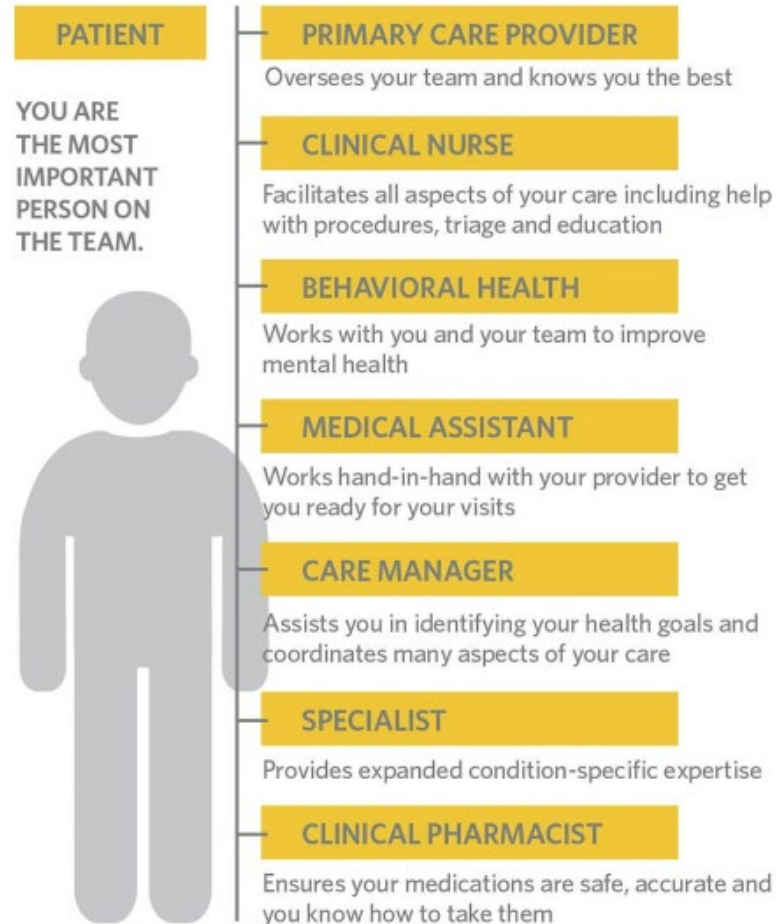 PATIENT
YOU ARE
THE MOST
IMPORTANT
PERSON ON
THE TEAM.
PRIMARY CARE PROVIDER
Oversees your team and knows you the best
CLINICAL NURSE
Facilitates all aspects of your care including help
with procedures, triage and education
BEHAVIORAL HEALTH
Works with you and your team to improve
mental health
MEDICAL ASSISTANT
Works hand-in-hand with your provider to get
you ready for your visits
CARE MANAGER
Assists you in identifying your health goals and
coordinates many aspects of your care
SPECIALIST
Provides expanded condition-specific expertise
CLINICAL PHARMACIST
Ensures your medications are safe, accurate and
you know how to take them